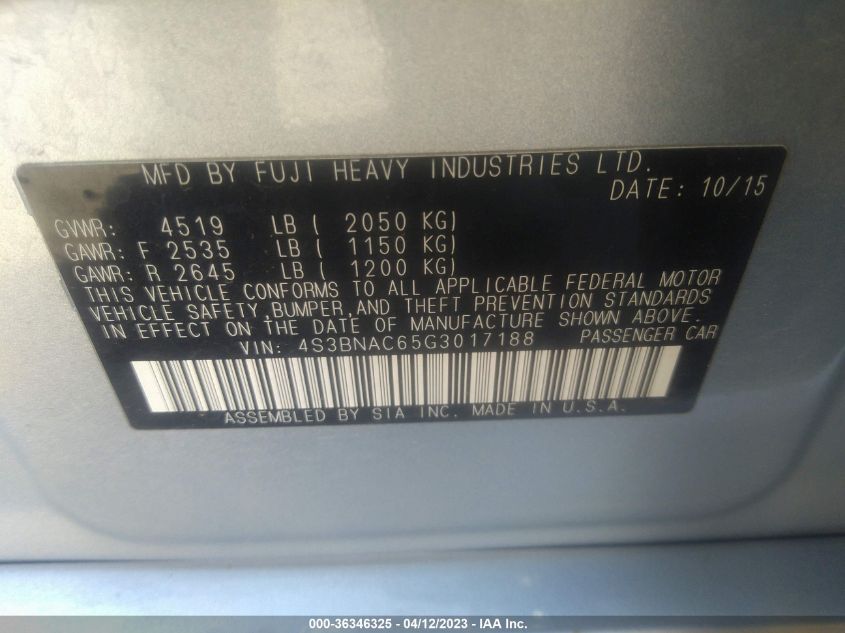 MFD BY FUJI HEAVY INDUSTRIES LTD.
DATE: 10/15
GVWR: 4519 LB ( 2050 KG)
GAWR: F 2535 LB ( 1150 KG)
GAWR: R 2645 LB ( 1200 KG)
THIS VEHICLE CONFORMS TO ALL APPLICABLE FEDERAL MOTOR
VEHICLE SAFETY,BUMPER,AND THEFT PREVENTION STANDARDS
IN EFFECT ON THE DATE OF MANUFACTURE SHOWN ABOVE.
VIN: 4S3BNAC65G3017188 PASSENGER CAR
ASSEMBLED BY SIA INC. MADE IN U.S.A.
000-36346325 - 04/12/2023 - IAA Inc.